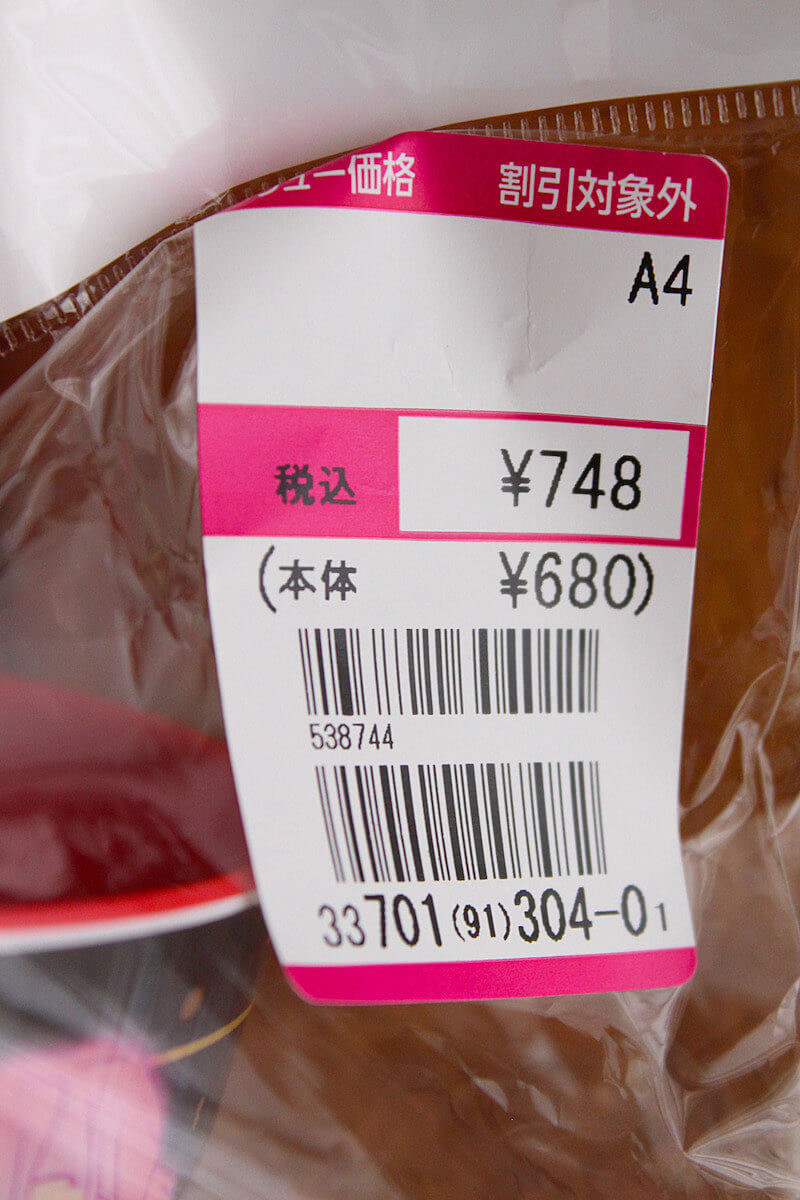 ュー価格 割引対象外
A4
税込 ¥748
(本体 ¥680)
538744
33701(91)304-01